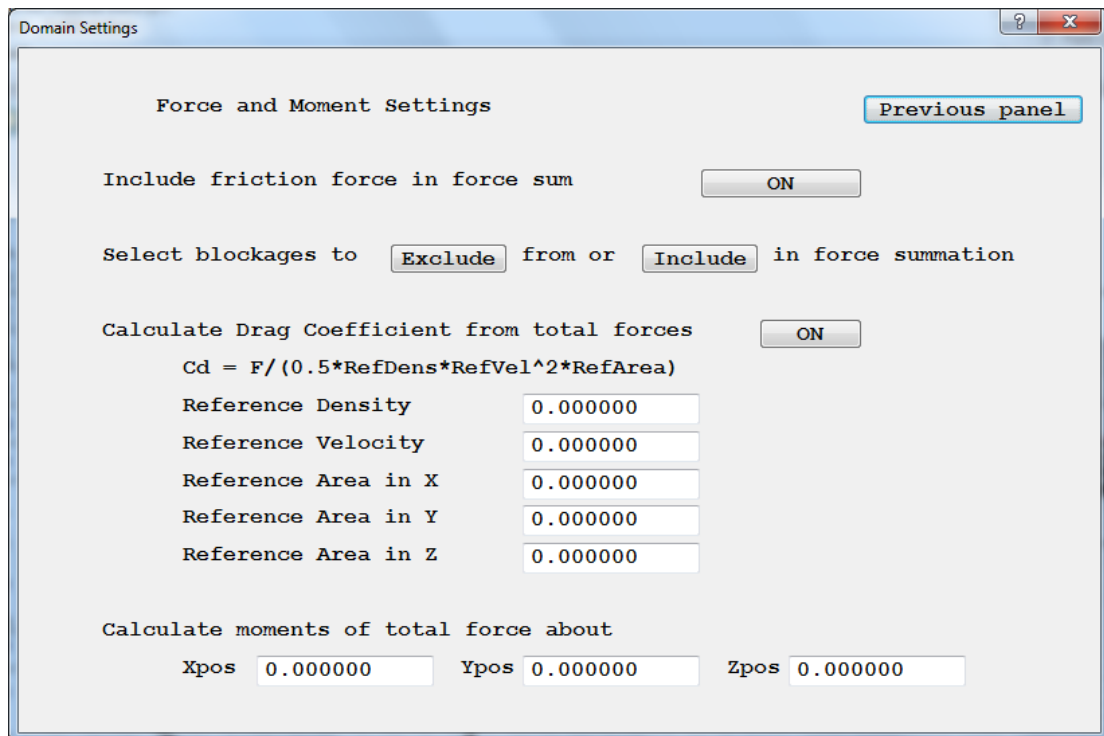 Domain Settings
?
X
Force and Moment Settings
Previous panel
Include friction force in force sum ON
Select blockages to Exclude from or Include in force summation
Calculate Drag Coefficient from total forces ON
Cd = F/(0.5*RefDens*RefVel^2*RefArea)
Reference Density 0.000000
Reference Velocity 0.000000
Reference Area in X 0.000000
Reference Area in Y 0.000000
Reference Area in Z 0.000000
Calculate moments of total force about
Xpos 0.000000 Ypos 0.000000 Zpos 0.000000